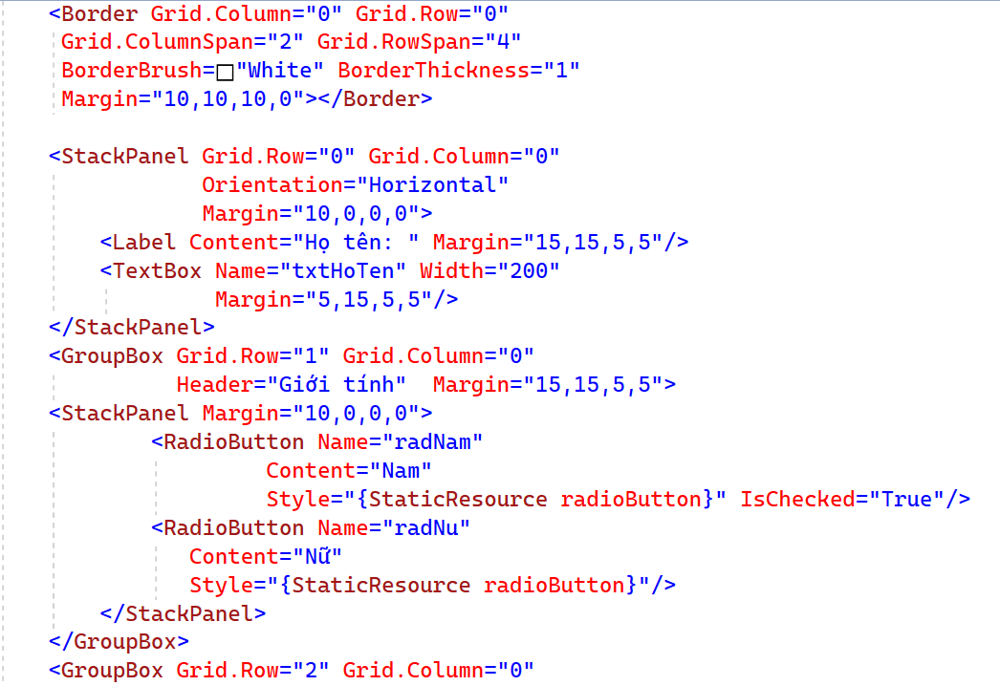 <Border Grid.Column="0" Grid.Row="0"
Grid.ColumnSpan="2" Grid.RowSpan="4"
BorderBrush="White" BorderThickness="1"
Margin="10,10,10,0"></Border>
<StackPanel Grid.Row="0" Grid.Column="0"
Orientation="Horizontal"
Margin="10,0,0,0">
<Label Content="Họ tên: " Margin="15,15,5,5"/>
<TextBox Name="txtHoTen" Width="200"
Margin="5,15,5,5"/>
</StackPanel>
<GroupBox Grid.Row="1" Grid.Column="0"
Header="Giới tính"  Margin="15,15,5,5">
<StackPanel Margin="10,0,0,0">
<RadioButton Name="radNam"
Content="Nam"
Style="{StaticResource radioButton}" IsChecked="True"/>
<RadioButton Name="radNu"
Content="Nữ"
Style="{StaticResource radioButton}"/>
</StackPanel>
</GroupBox>
<GroupBox Grid.Row="2" Grid.Column="0"